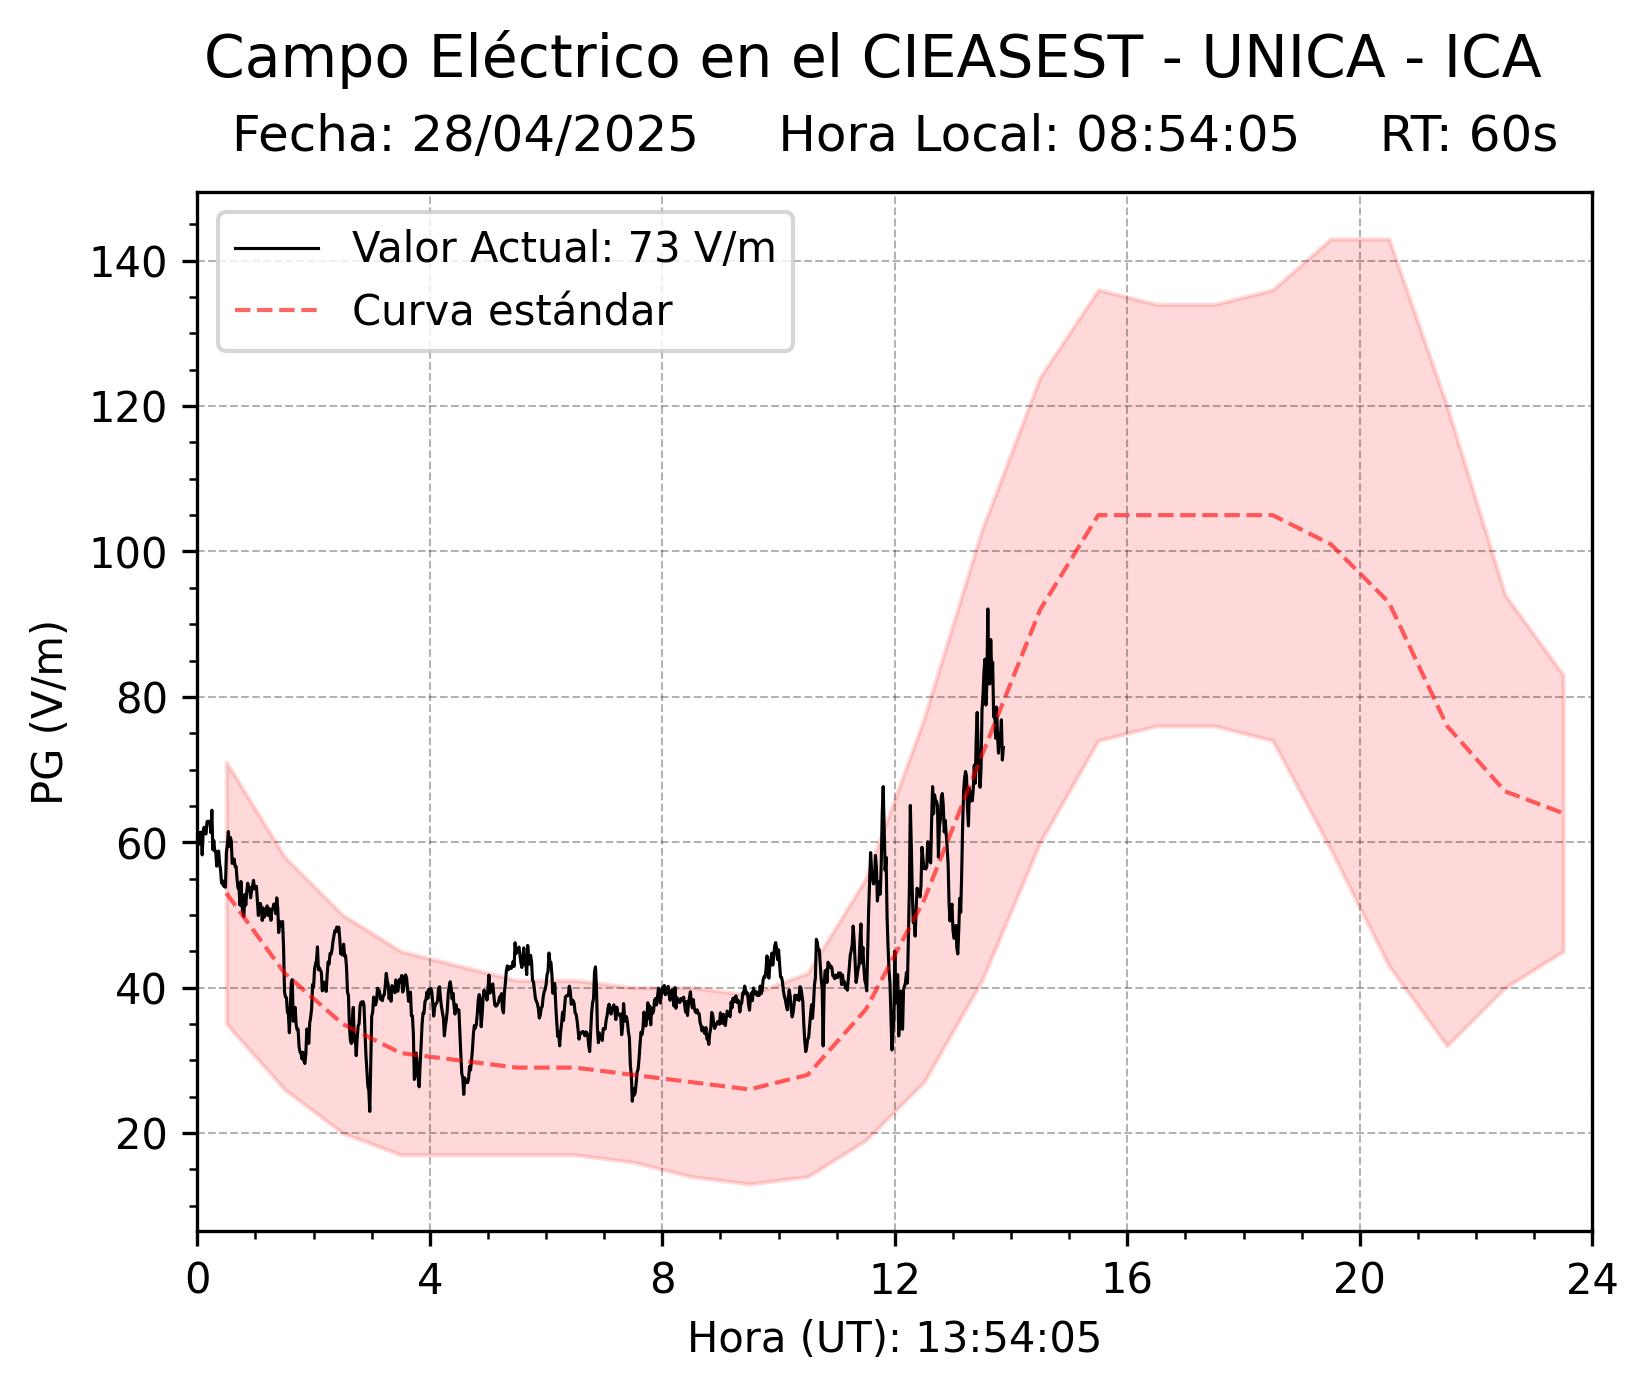 Campo Eléctrico en el CIEASEST - UNICA - ICA
Fecha: 28/04/2025 Hora Local: 08:54:05 RT: 60s
Valor Actual: 73 V/m
Curva estándar
PG (V/m)
140
120
100
80
60
40
20
0 4 8 12 16 20 24
Hora (UT): 13:54:05